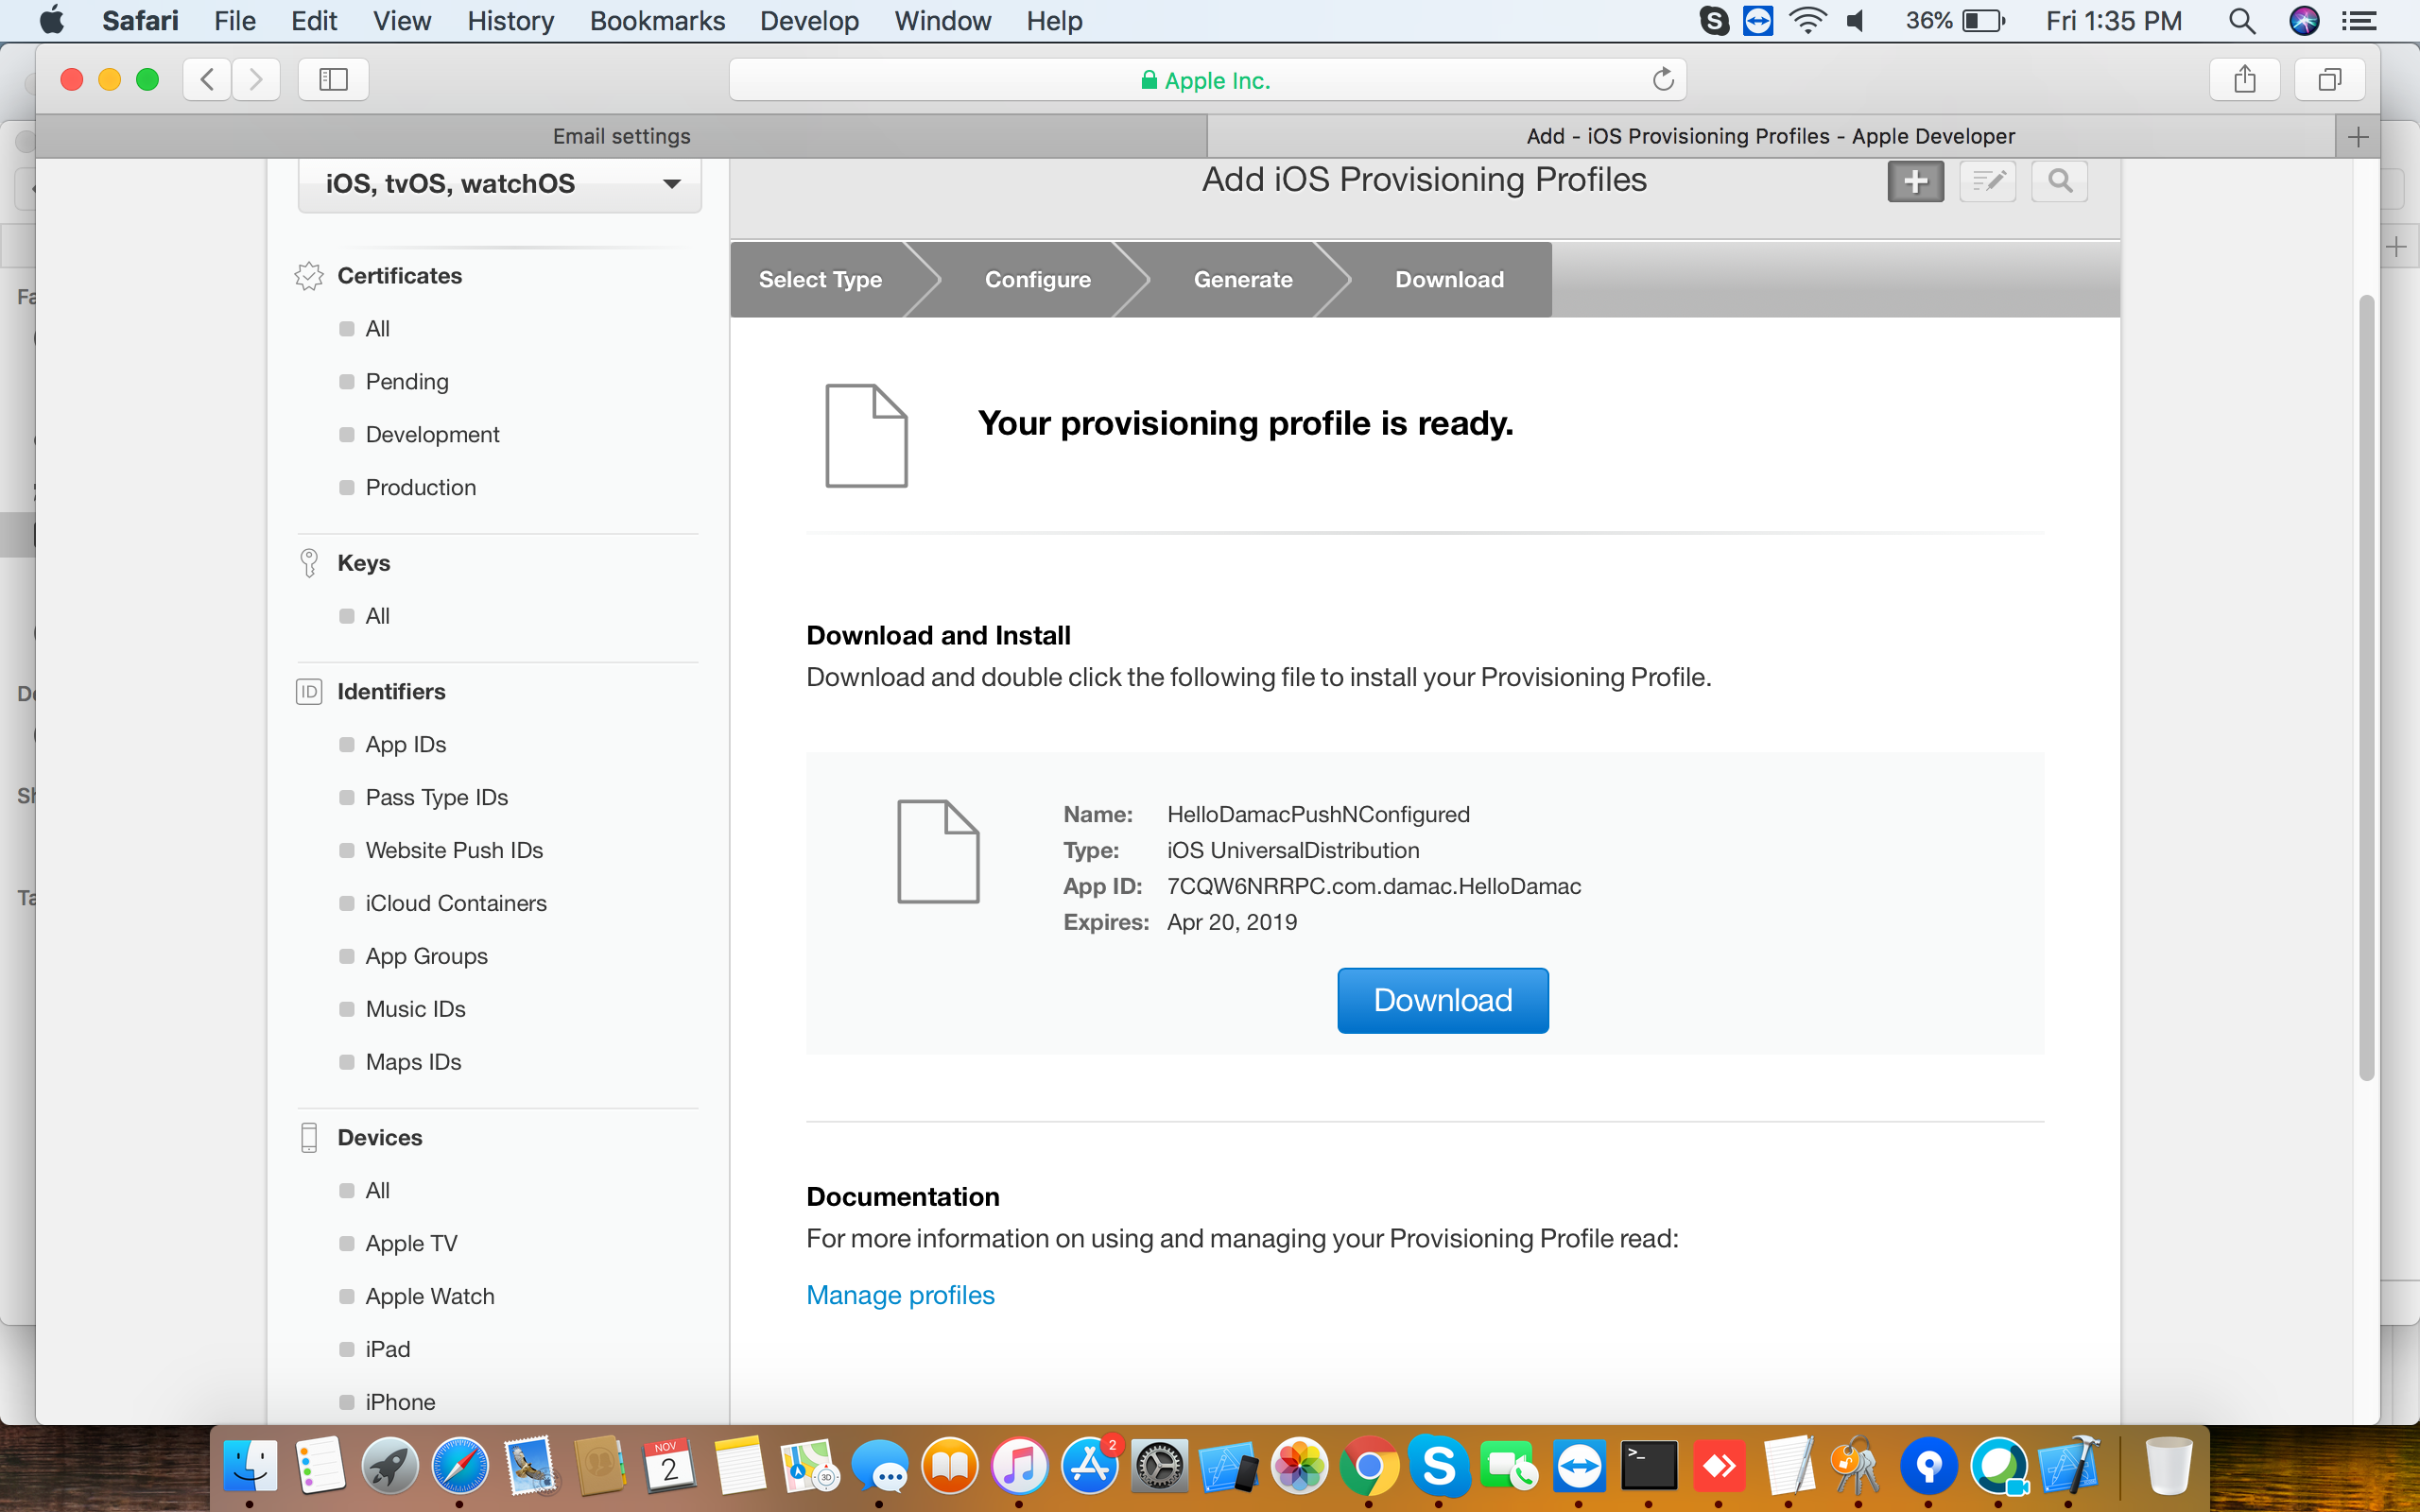 Safari File Edit View History Bookmarks Develop Window Help
36% Fri 1:35 PM
Apple Inc.
Email settings
Add - iOS Provisioning Profiles - Apple Developer
iOS, tvOS, watchOS
Certificates
All
Pending
Development
Production
Keys
All
ID Identifiers
App IDs
Pass Type IDs
Website Push IDs
iCloud Containers
App Groups
Music IDs
Maps IDs
Devices
All
Apple TV
Apple Watch
iPad
iPhone
Add iOS Provisioning Profiles
Select Type Configure Generate Download
Your provisioning profile is ready.
Download and Install
Download and double click the following file to install your Provisioning Profile.
Name: HelloDamacPushNConfigured
Type: iOS UniversalDistribution
App ID: 7CQW6NRRPC.com.damac.HelloDamac
Expires: Apr 20, 2019
Download
Documentation
For more information on using and managing your Provisioning Profile read:
Manage profiles
NOV
2
3D
2